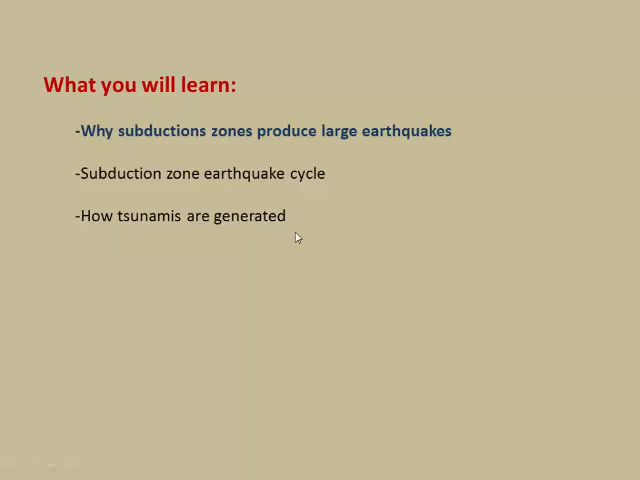 What you will learn:
-Why subductions zones produce large earthquakes
-Subduction zone earthquake cycle
-How tsunamis are generated